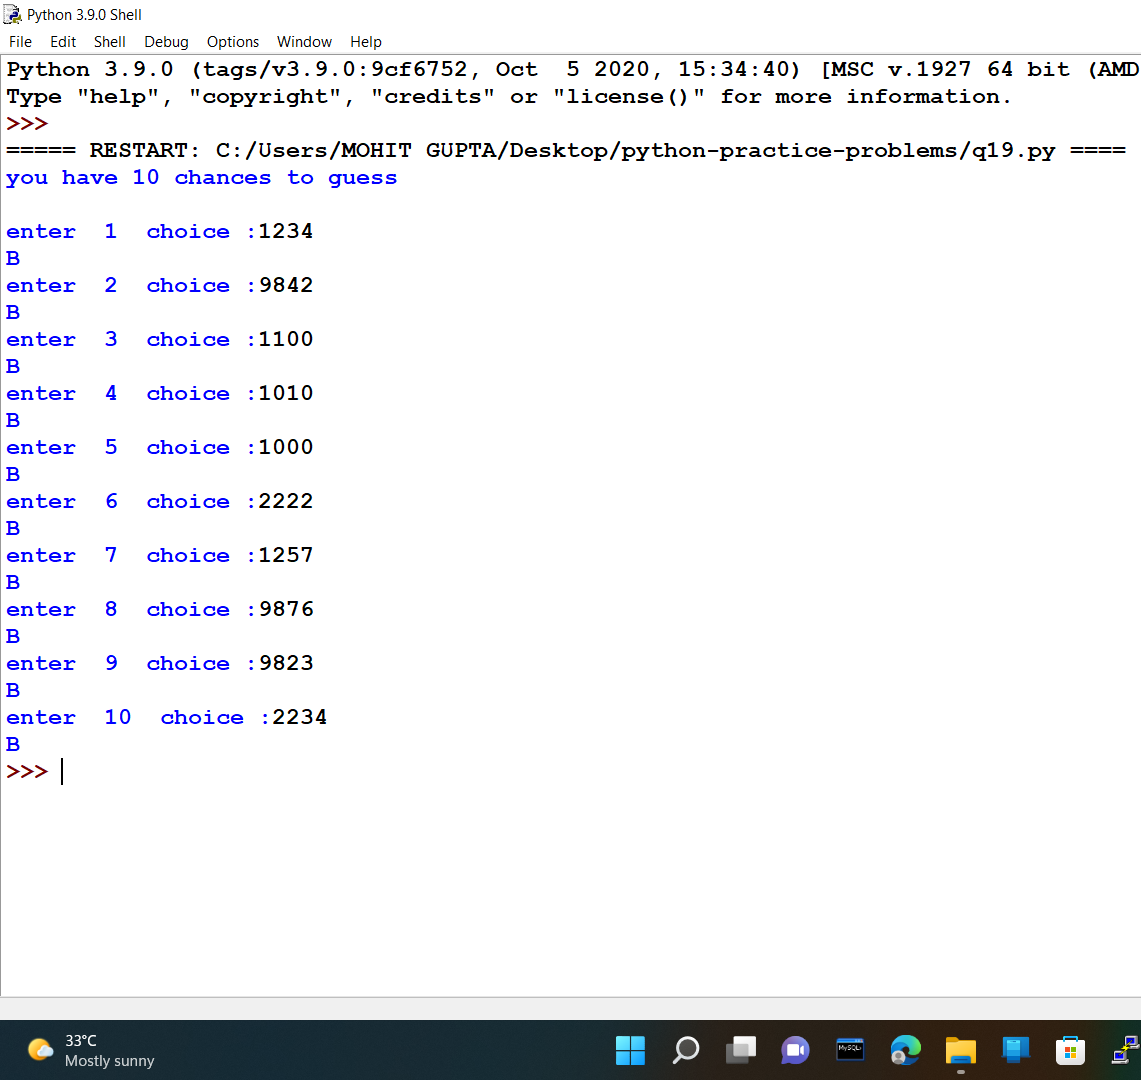 Python 3.9.0 Shell
File Edit Shell Debug Options Window Help
Python 3.9.0 (tags/v3.9.0:9cf6752, Oct  5 2020, 15:34:40) [MSC v.1927 64 bit (AMD
Type "help", "copyright", "credits" or "license()" for more information.
>>>
===== RESTART: C:/Users/MOHIT GUPTA/Desktop/python-practice-problems/q19.py ====
you have 10 chances to guess
enter  1  choice :1234
B
enter  2  choice :9842
B
enter  3  choice :1100
B
enter  4  choice :1010
B
enter  5  choice :1000
B
enter  6  choice :2222
B
enter  7  choice :1257
B
enter  8  choice :9876
B
enter  9  choice :9823
B
enter  10  choice :2234
B
>>>
33°C
Mostly sunny